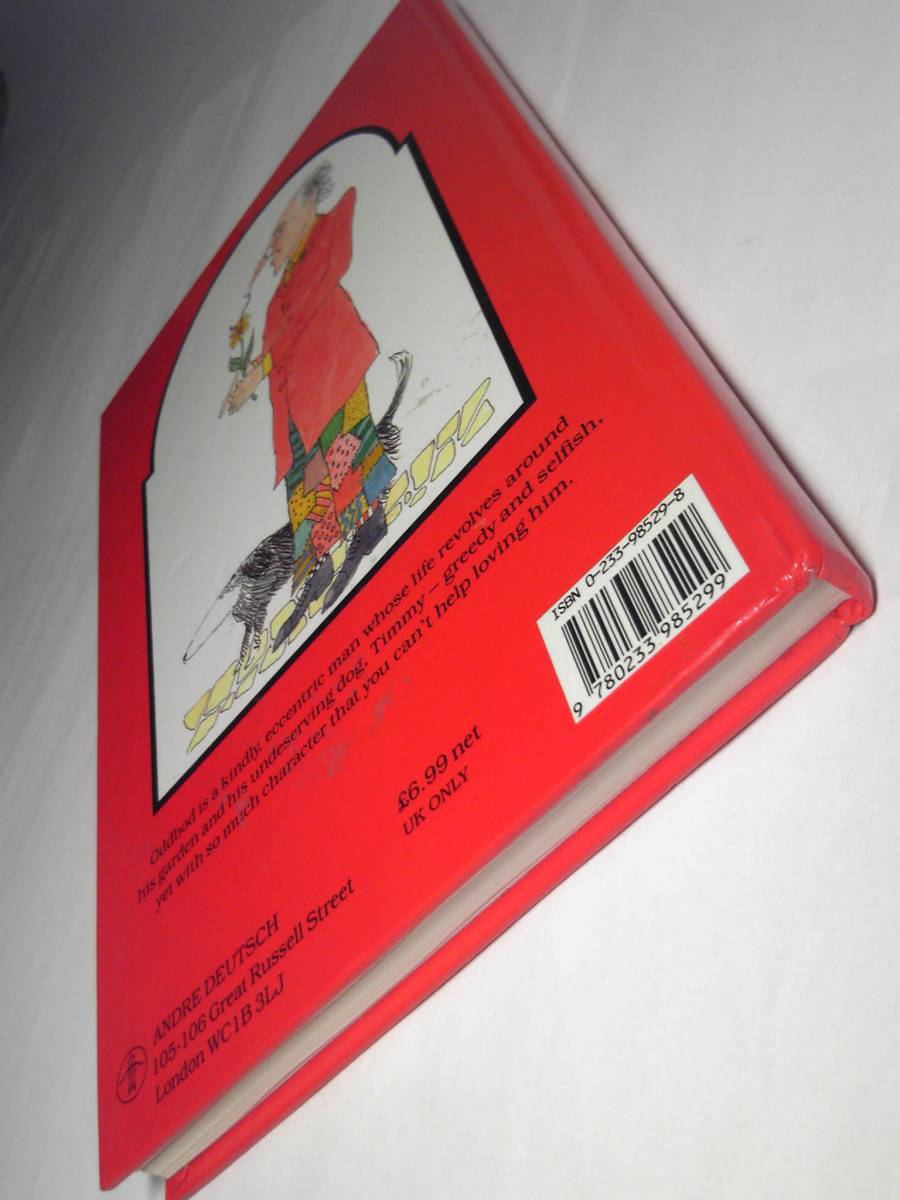 Oddbod is a kindly, eccentric man whose life revolves around
his garden and his undeserving dog, Timmy – greedy and selfish,
yet with so much character that you can't help loving him.
ISBN 0-233-98529-8
9 780233 985299
£6.99 net
UK ONLY
ANDRE DEUTSCH
105-106 Great Russell Street
London WC1B 3LJ